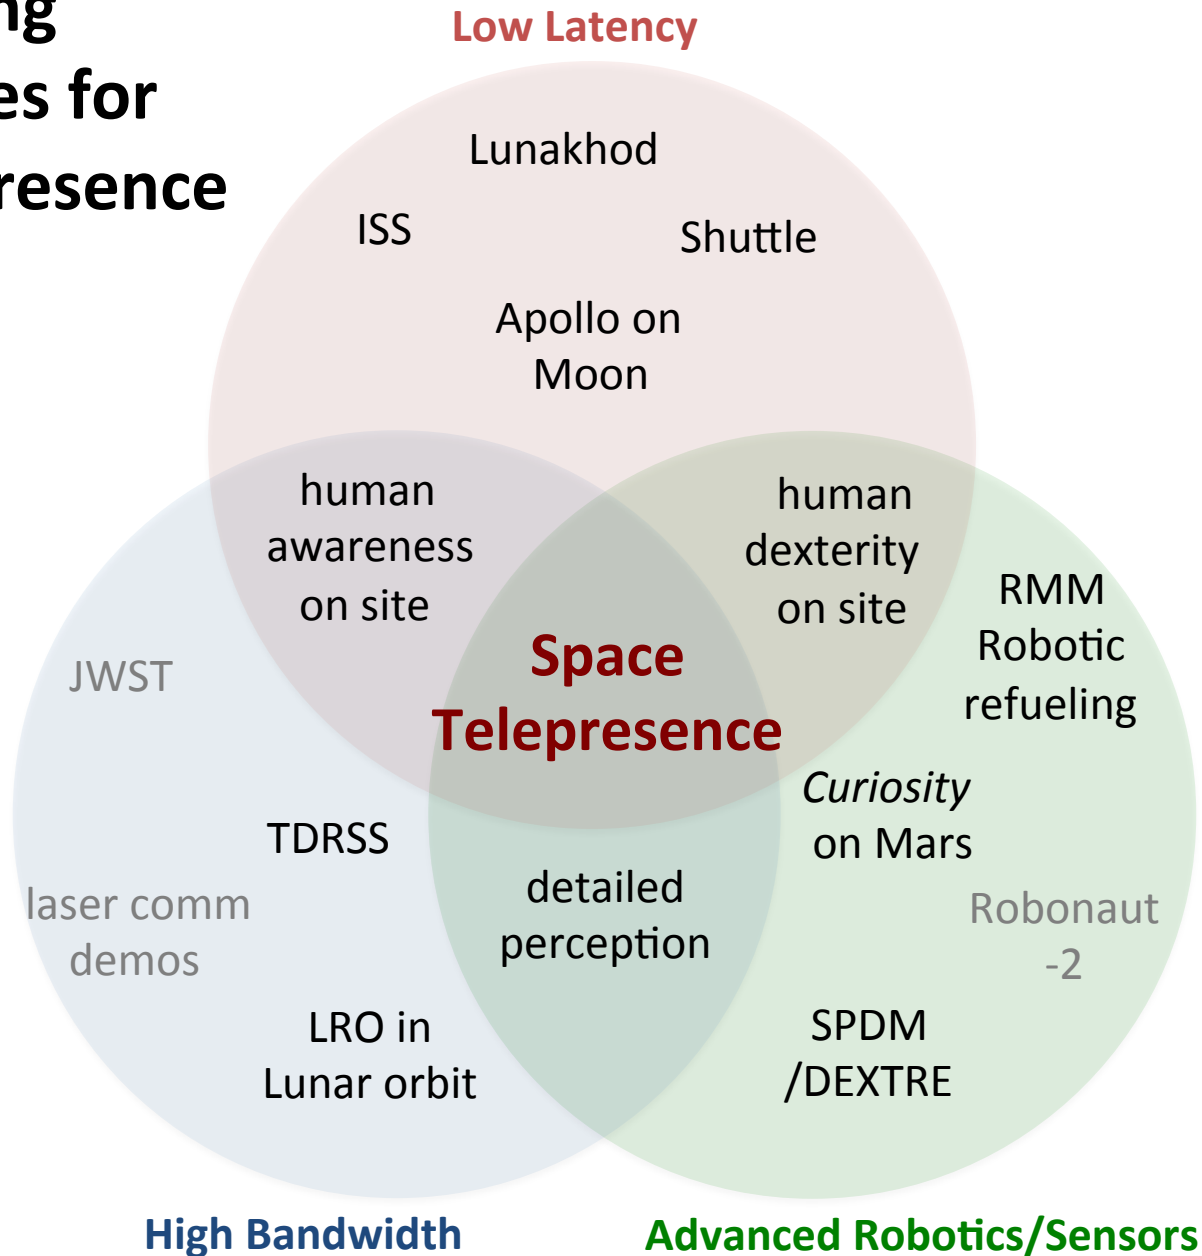 ng
es for
resence
Low Latency
Lunakhod
ISS
Shuttle
Apollo on
Moon
human
awareness
on site
human
dexterity
on site
RMM
Robotic
refueling
JWST
Space
Telepresence
Curiosity
on Mars
TDRSS
detailed
perception
laser comm
demos
Robonaut
-2
LRO in
Lunar orbit
SPDM
/DEXTRE
High Bandwidth
Advanced Robotics/Sensors